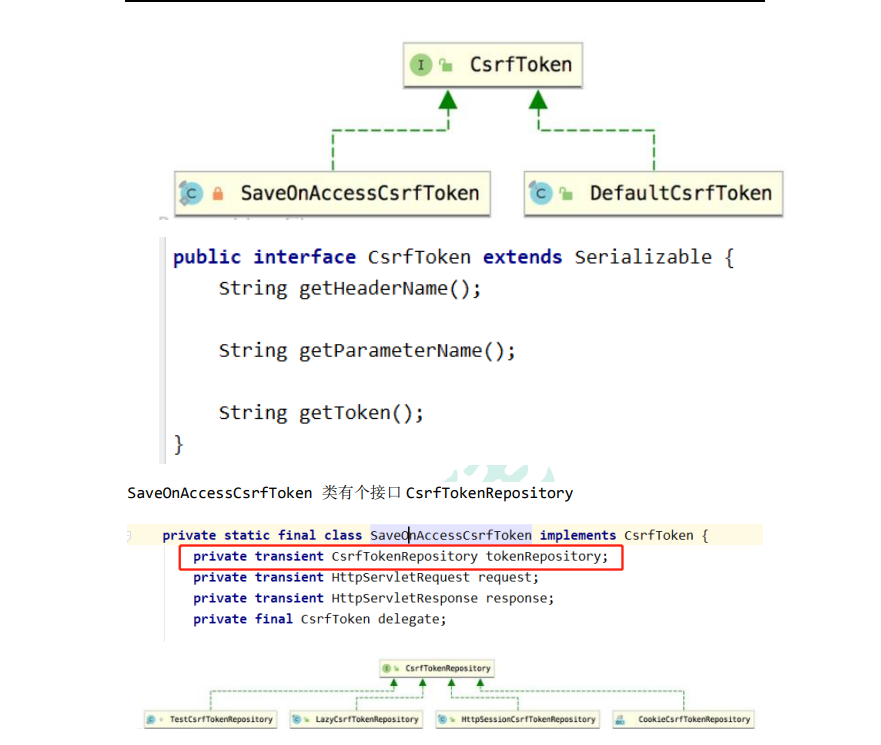 CsrfToken
SaveOnAccessCsrfToken DefaultCsrfToken
public interface CsrfToken extends Serializable {
String getHeaderName();
String getParameterName();
String getToken();
}
SaveOnAccessCsrfToken 类有个接口 CsrfTokenRepository
private static final class SaveOnAccessCsrfToken implements CsrfToken {
private transient CsrfTokenRepository tokenRepository;
private transient HttpServletRequest request;
private transient HttpServletResponse response;
private final CsrfToken delegate;
CsrfTokenRepository
TestCsrfTokenRepository LazyCsrfTokenRepository HttpSessionCsrfTokenRepository CookieCsrfTokenRepository